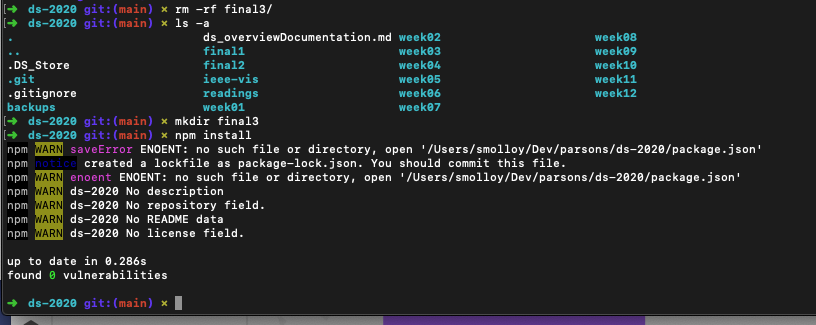 ➜ ds-2020 git:(main) × rm -rf final3/
➜ ds-2020 git:(main) × ls -a
. ds_overviewDocumentation.md week02 week08
.. final1 week03 week09
.DS_Store final2 week04 week10
.git ieee-vis week05 week11
.gitignore readings week06 week12
backups week01 week07
➜ ds-2020 git:(main) × mkdir final3
➜ ds-2020 git:(main) × npm install
npm WARN saveError ENOENT: no such file or directory, open '/Users/smolloy/Dev/parsons/ds-2020/package.json'
npm notice created a lockfile as package-lock.json. You should commit this file.
npm WARN enoent ENOENT: no such file or directory, open '/Users/smolloy/Dev/parsons/ds-2020/package.json'
npm WARN ds-2020 No description
npm WARN ds-2020 No repository field.
npm WARN ds-2020 No README data
npm WARN ds-2020 No license field.
up to date in 0.286s
found 0 vulnerabilities
➜ ds-2020 git:(main) ×